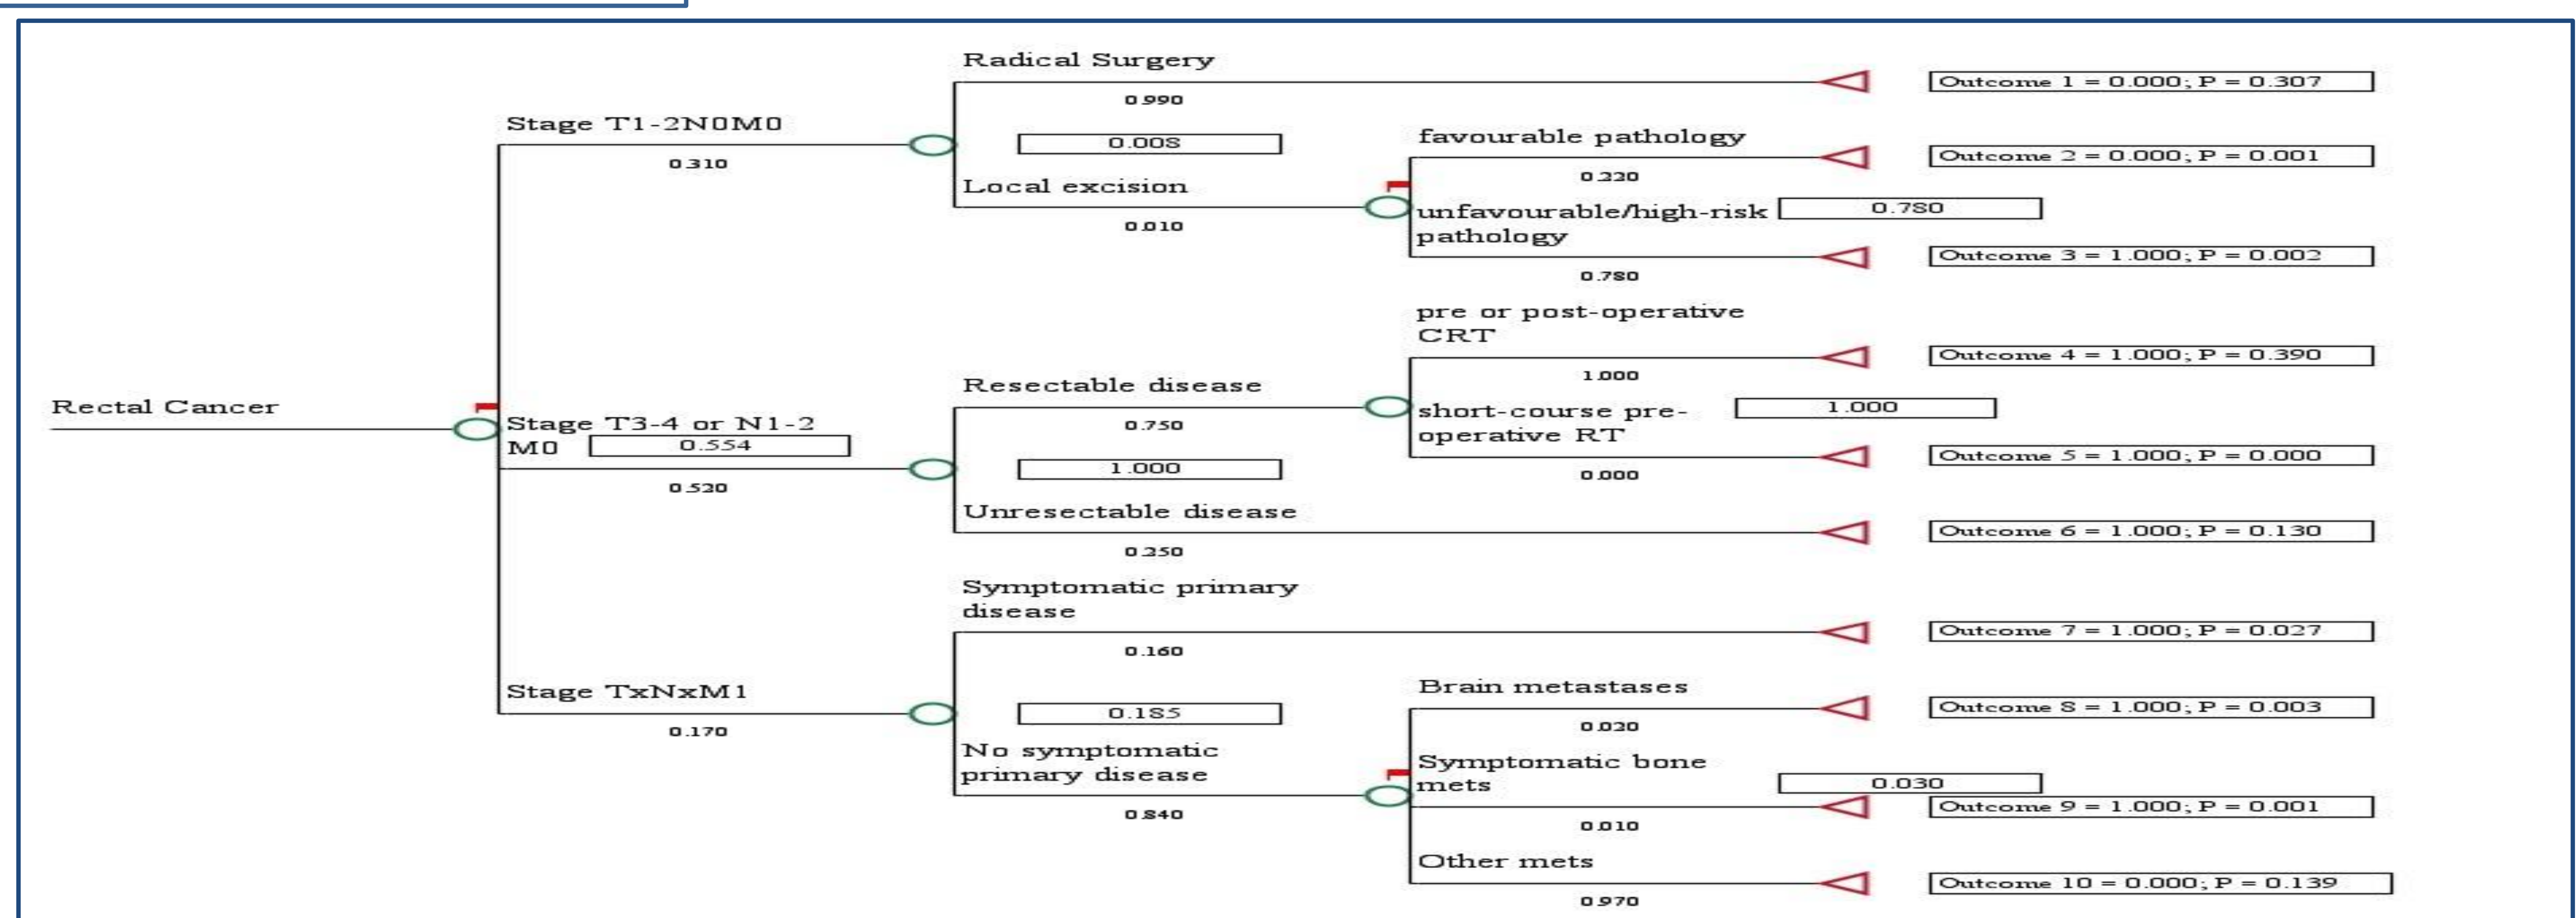 Radical Surgery
0.990
Outcome 1 = 0.000; P = 0.307
Stage T1-2N0M0
0.310
0.008
favourable pathology
0.220
Outcome 2 = 0.000; P = 0.001
Local excision
0.010
unfavourable/high-risk
pathology
0.780
0.780
Outcome 3 = 1.000; P = 0.002
pre or post-operative
CRT
1.000
Outcome 4 = 1.000; P = 0.390
Rectal Cancer
Stage T3-4 or N1-2
M0
0.554
0.520
Resectable disease
0.750
1.000
short-course pre-
operative RT
1.000
0.000
Outcome 5 = 1.000; P = 0.000
Unresectable disease
0.250
Outcome 6 = 1.000; P = 0.130
Symptomatic primary
disease
0.160
Outcome 7 = 1.000; P = 0.027
Stage TxNxM1
0.170
0.185
Brain metastases
0.020
Outcome 8 = 1.000; P = 0.003
No symptomatic
primary disease
0.840
Symptomatic bone
mets
0.030
0.010
Outcome 9 = 1.000; P = 0.001
Other mets
0.970
Outcome 10 = 0.000; P = 0.139